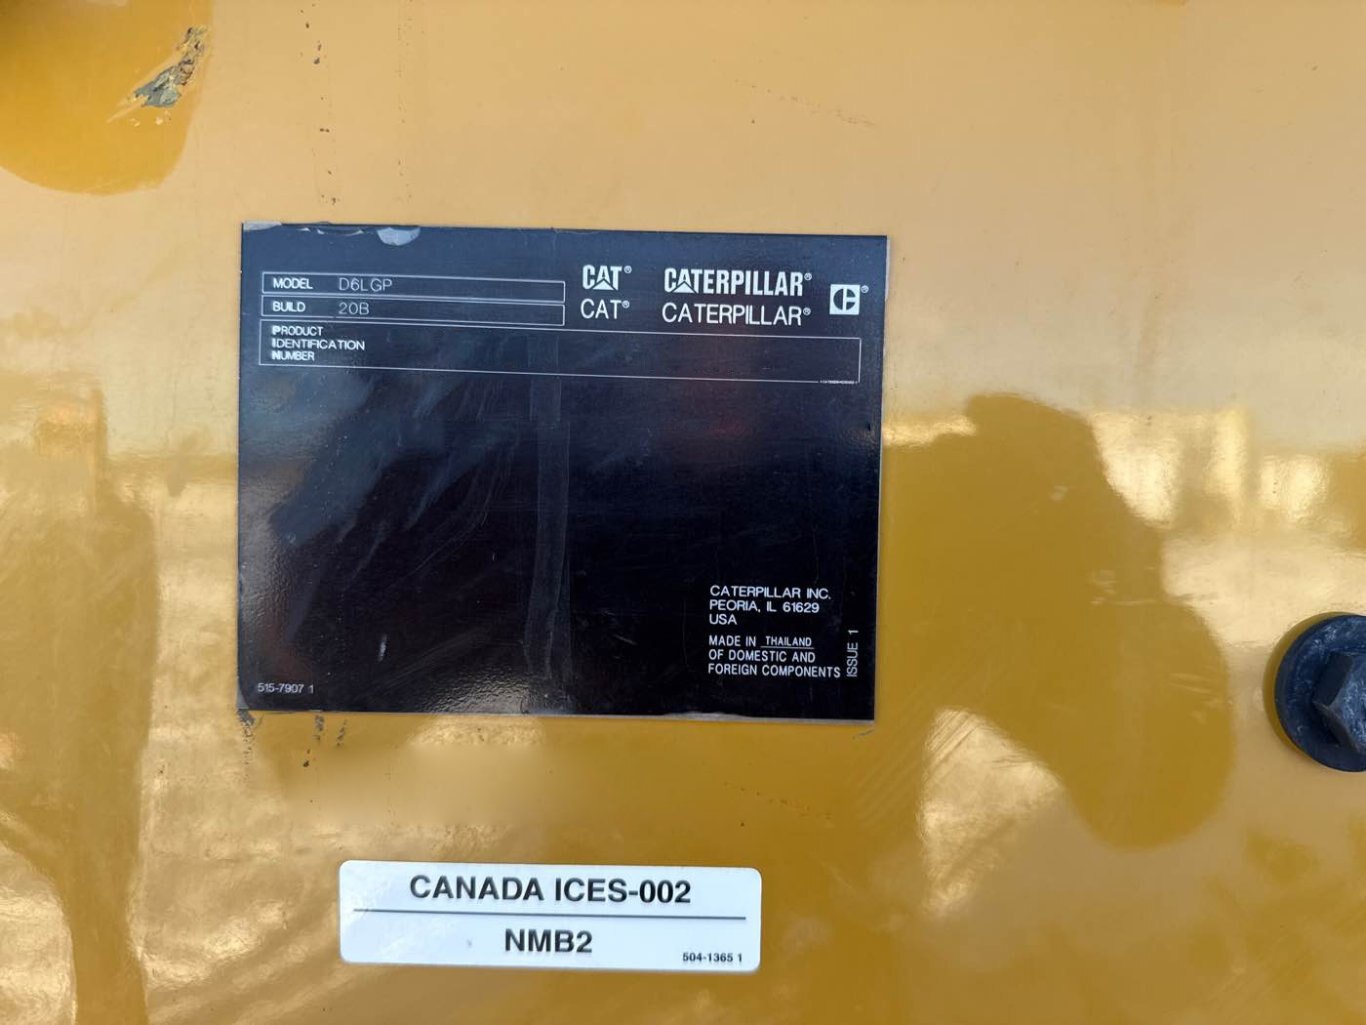 MODEL D6LGP
BUILD 20B
PRODUCT
IDENTIFICATION
NUMBER
CAT® CATERPILLAR® ®
CAT® CATERPILLAR®
CATERPILLAR INC.
PEORIA, IL 61629
USA
MADE IN THAILAND
OF DOMESTIC AND
FOREIGN COMPONENTS
ISSUE 1
515-7907 1
CANADA ICES-002
NMB2
504-1365 1